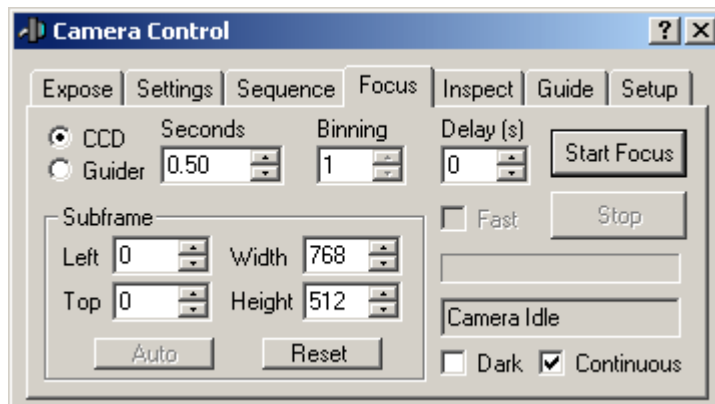 Camera Control
Expose Settings Sequence Focus Inspect Guide Setup
CCD Seconds Binning Delay (s)
Guider 0.50 1 0 Start Focus
Subframe Fast Stop
Left 0 Width 768
Top 0 Height 512 Camera Idle
Auto Reset Dark Continuous